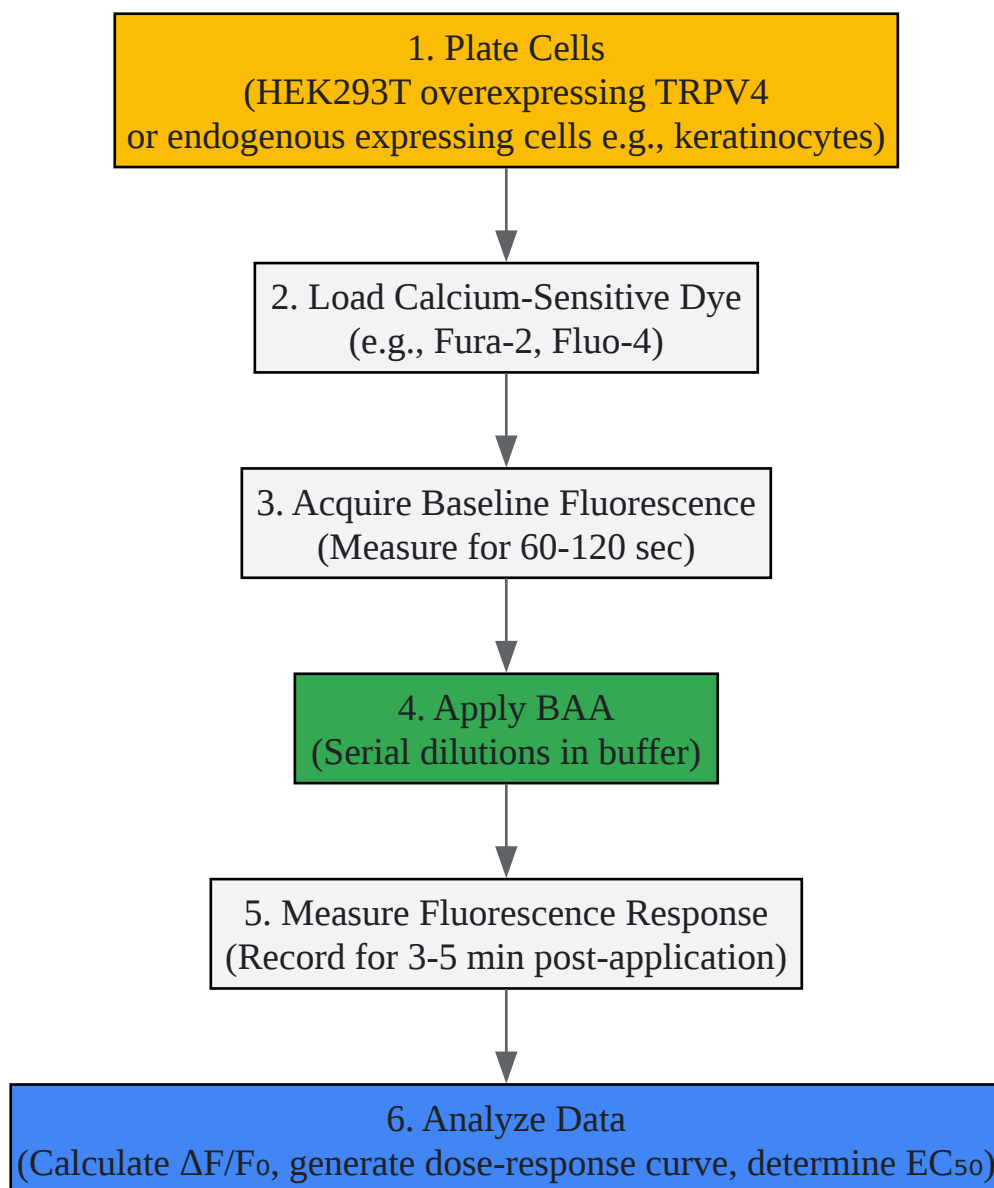 1. Plate Cells
(HEK293T overexpressing TRPV4
or endogenous expressing cells e.g., keratinocytes)
2. Load Calcium-Sensitive Dye
(e.g., Fura-2, Fluo-4)
3. Acquire Baseline Fluorescence
(Measure for 60-120 sec)
4. Apply BAA
(Serial dilutions in buffer)
5. Measure Fluorescence Response
(Record for 3-5 min post-application)
6. Analyze Data
(Calculate ΔF/F₀, generate dose-response curve, determine EC₅₀)